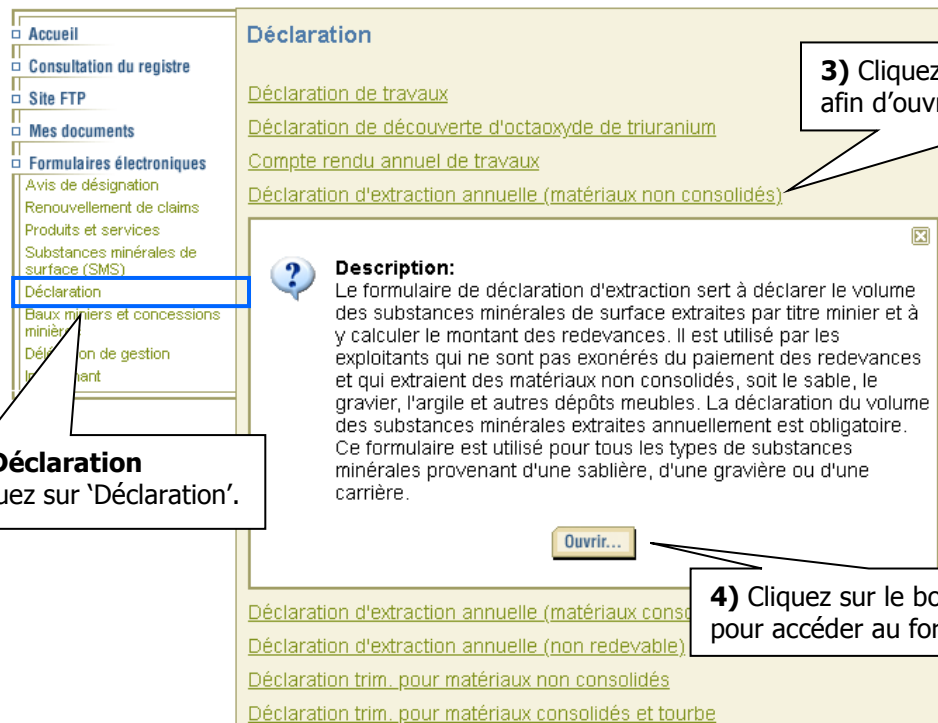 Accueil
Consultation du registre
Site FTP
Mes documents
Formulaires électroniques
Avis de désignation
Renouvellement de claims
Produits et services
Substances minérales de
surface (SMS)
Déclaration
Baux miniers et concessions
on de gestion
Déclaration
uez sur ‘Déclaration’.
Déclaration
Déclaration de travaux
Déclaration de découverte d'octaoxyde de triuranium
Compte rendu annuel de travaux
Déclaration d'extraction annuelle (matériaux non consolidés)
3) Cliquez
afin d’ouvr
Description:
Le formulaire de déclaration d'extraction sert à déclarer le volume
des substances minérales de surface extraites par titre minier et à
y calculer le montant des redevances. Il est utilisé par les
exploitants qui ne sont pas exonérés du paiement des redevances
et qui extraient des matériaux non consolidés, soit le sable, le
gravier, l'argile et autres dépôts meubles. La déclaration du volume
des substances minérales extraites annuellement est obligatoire.
Ce formulaire est utilisé pour tous les types de substances
minérales provenant d'une sablière, d'une gravière ou d'une
carrière.
Ouvrir...
4) Cliquez sur le bo
pour accéder au for
Déclaration d'extraction annuelle (matériaux conso
Déclaration d'extraction annuelle (non redevable)
Déclaration trim. pour matériaux non consolidés
Déclaration trim. pour matériaux consolidés et tourbe